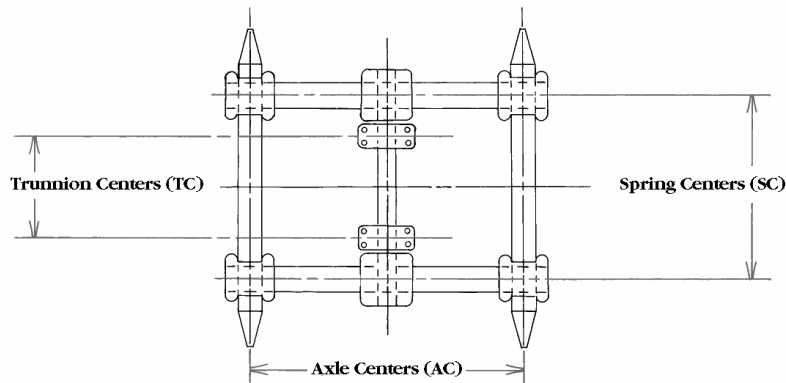 Trunnion Centers (TC)
Spring Centers (SC)
Axle Centers (AC)